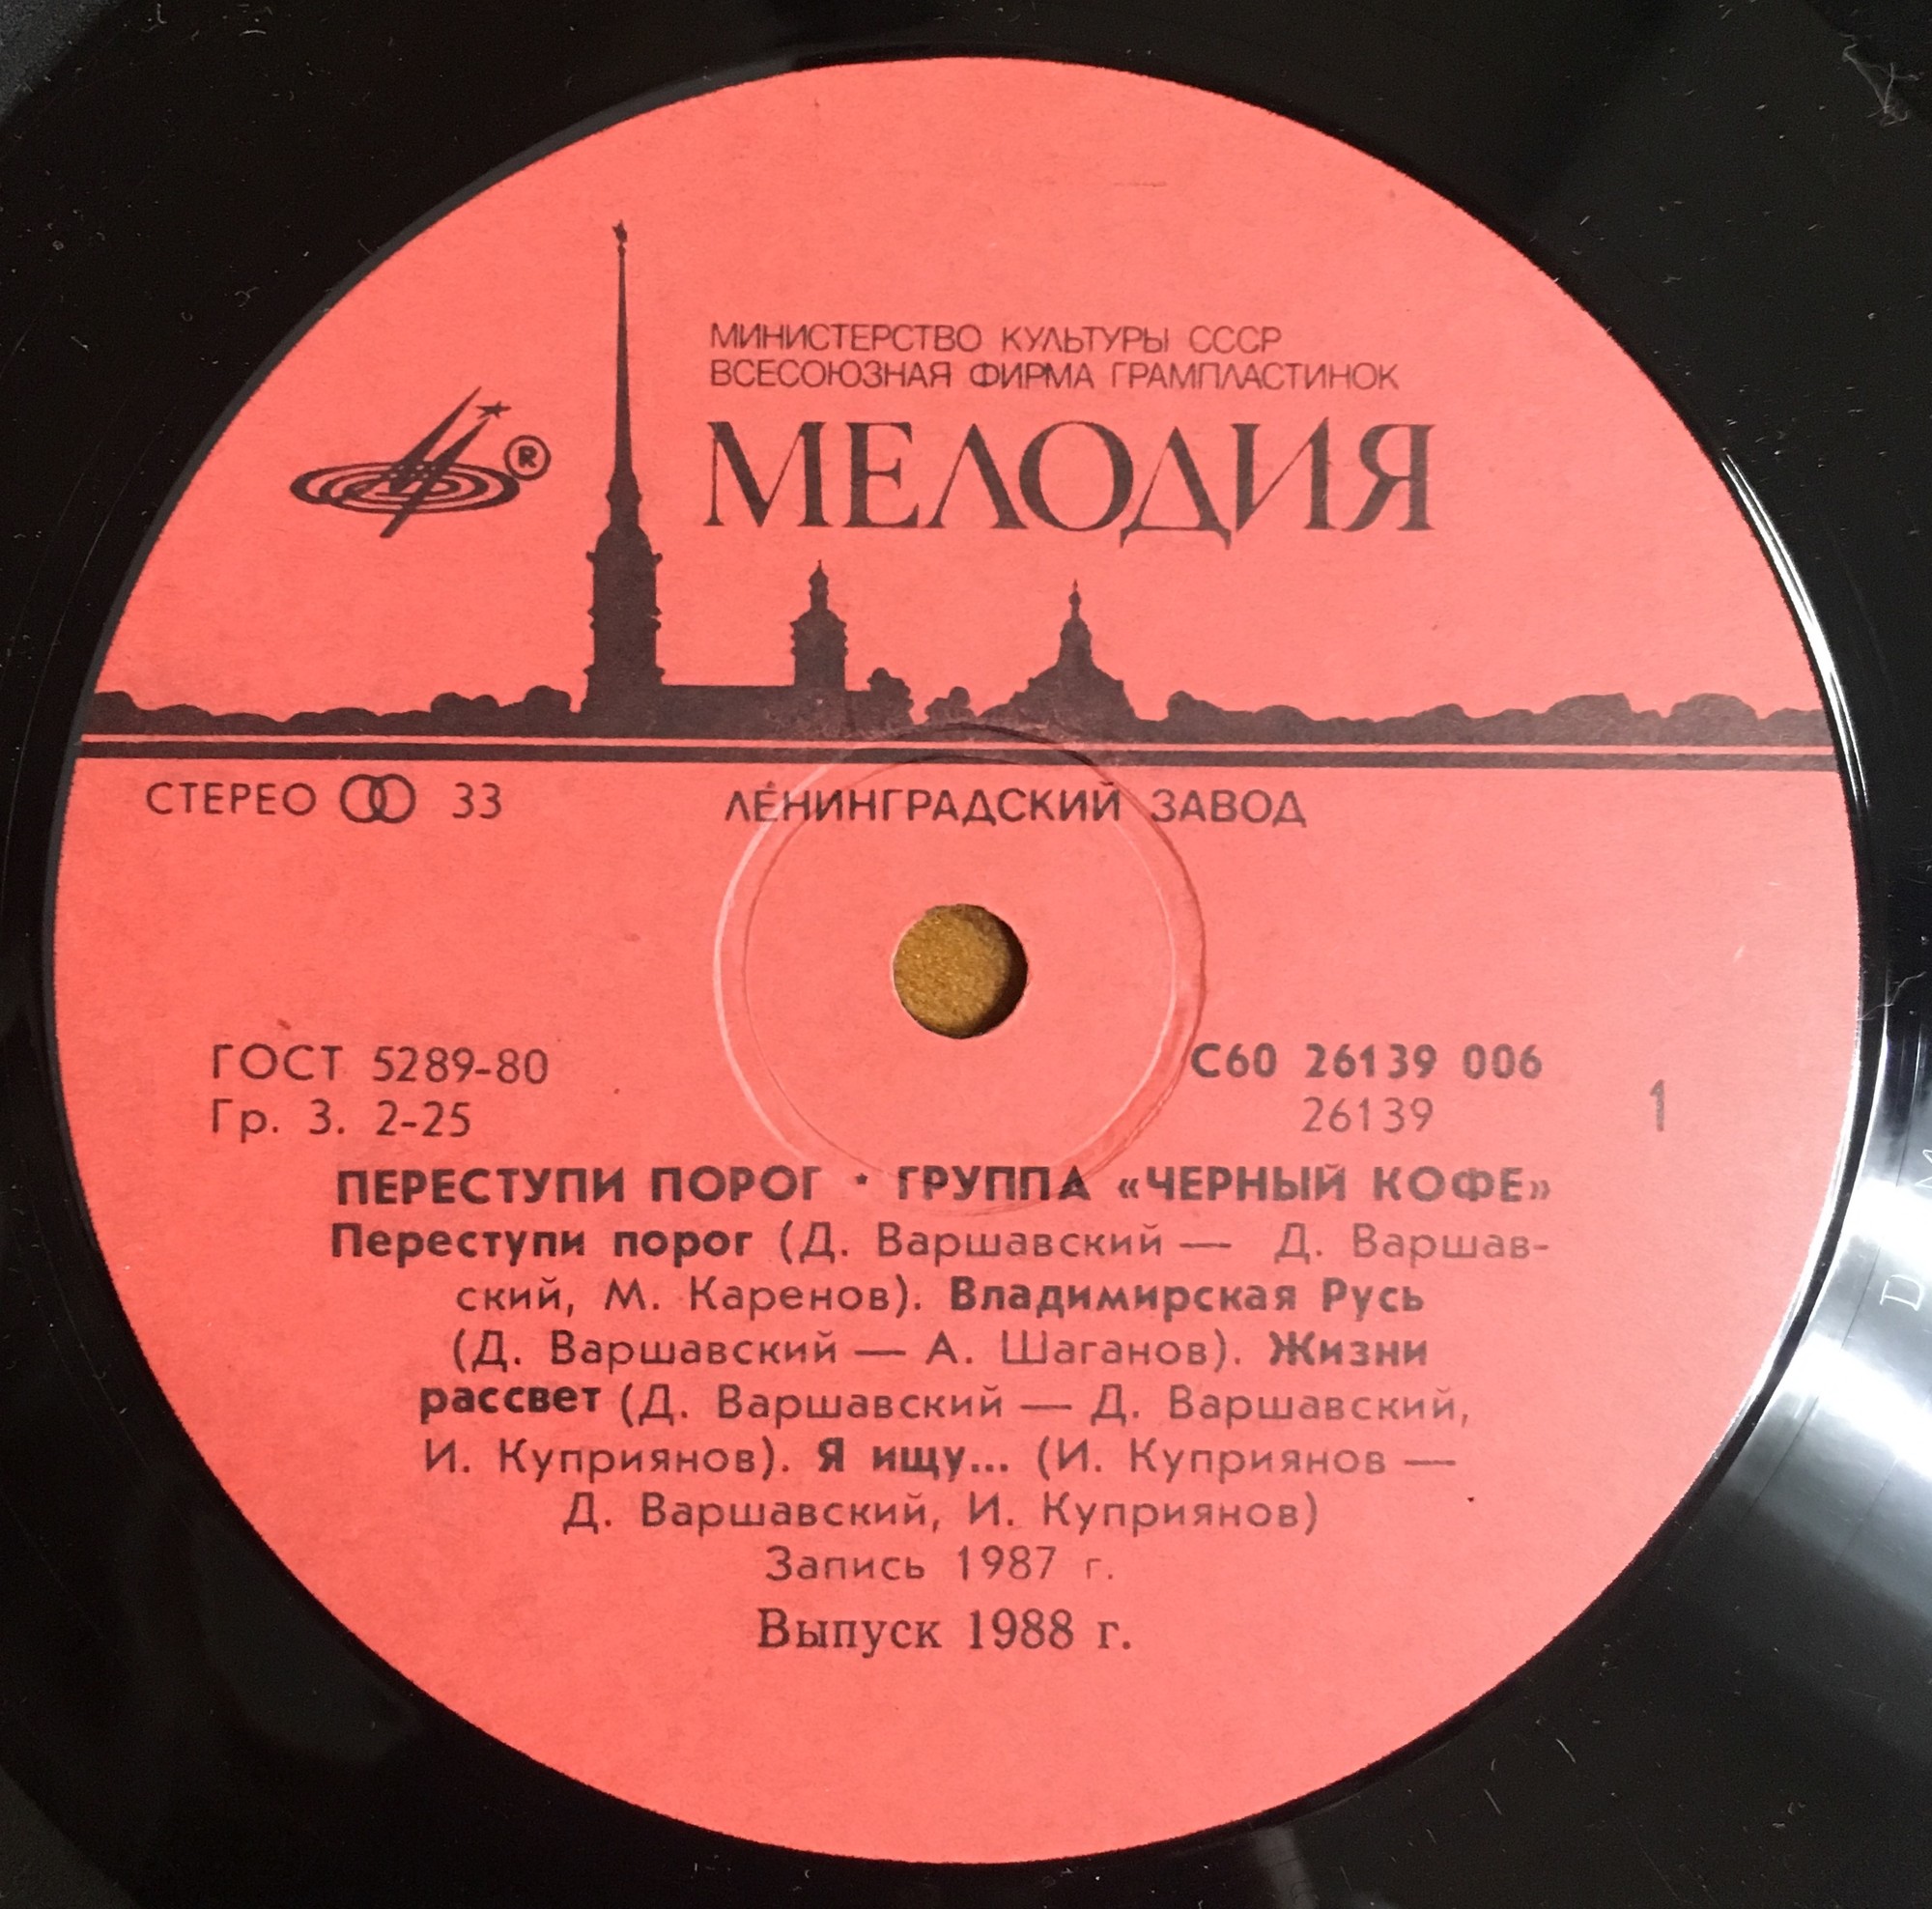 МИНИСТЕРСТВО КУЛЬТУРЫ СССР
ВСЕСОЮЗНАЯ ФИРМА ГРАМПЛАСТИНОК
®
МЕЛОДИЯ
СТЕРЕО 33
ЛЕНИНГРАДСКИЙ ЗАВОД
ГОСТ 5289-80
Гр. 3. 2-25
С60 26139 006
26139
1
ПЕРЕСТУПИ ПОРОГ · ГРУППА «ЧЕРНЫЙ КОФЕ»
Переступи порог (Д. Варшавский — Д. Варшав-
ский, М. Каренов). Владимирская Русь
(Д. Варшавский — А. Шаганов). Жизни
рассвет (Д. Варшавский — Д. Варшавский,
И. Куприянов). Я ищу... (И. Куприянов —
Д. Варшавский, И. Куприянов)
Запись 1987 г.
Выпуск 1988 г.